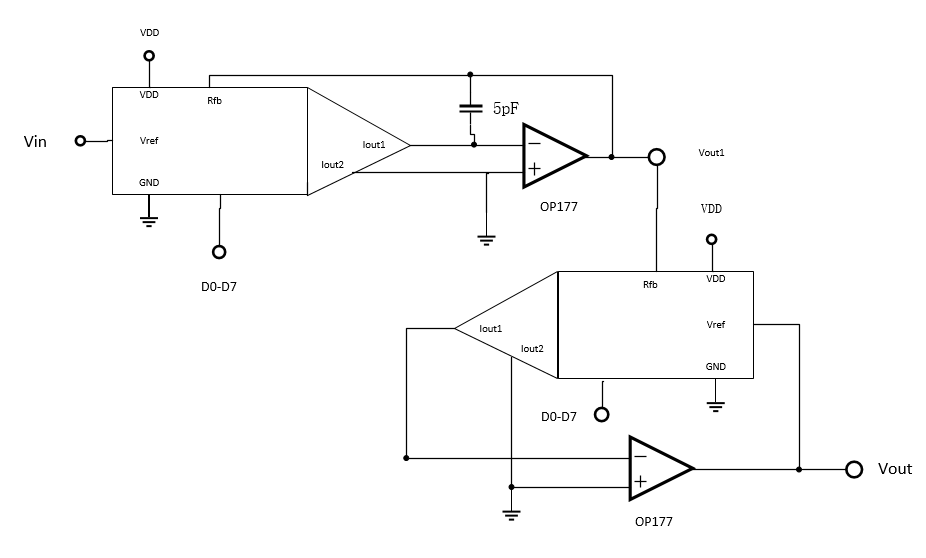 VDD
VDD
Rfb
5pF
Vin
Vref
Iout1
Iout2
GND
−
+
Vout1
OP177
D0-D7
VDD
Rfb
VDD
Iout1
Vref
Iout2
GND
D0-D7
−
+
Vout
OP177